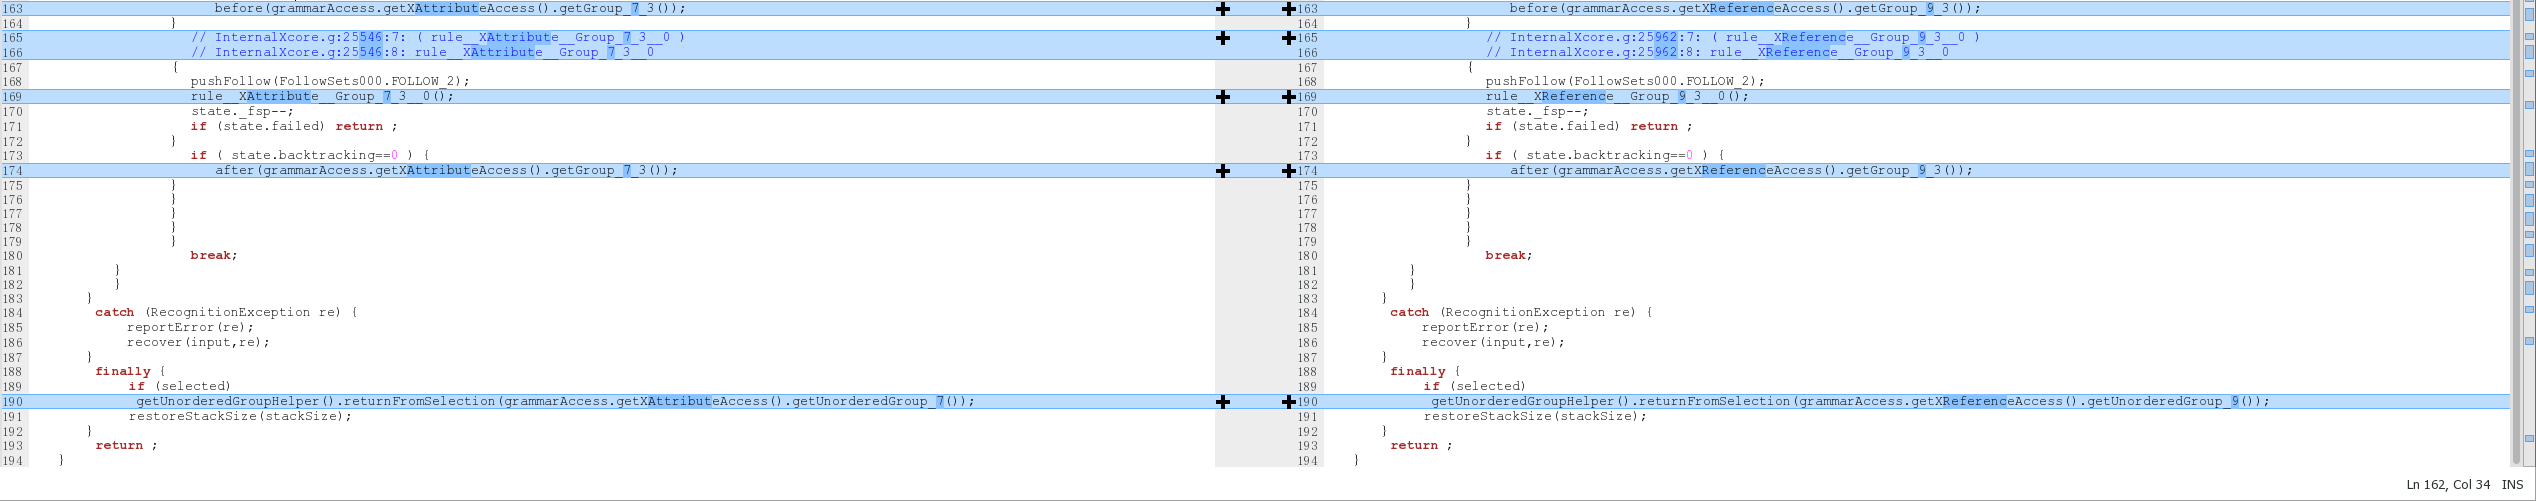 163 before(grammarAccess.getXAttributeAccess().getGroup_7_3());
164 }
165 // InternalXcore.g:25546:7: ( rule__XAttribute__Group_7_3__0 )
166 // InternalXcore.g:25546:8: rule__XAttribute__Group_7_3__0
167 {
168 pushFollow(FollowSets000.FOLLOW_2);
169 rule__XAttribute__Group_7_3__0();
170 state._fsp--;
171 if (state.failed) return ;
172 }
173 if ( state.backtracking==0 ) {
174 after(grammarAccess.getXAttributeAccess().getGroup_7_3());
175 }
176 }
177 }
178 }
179 }
180 break;
181 }
182 }
183 }
184 catch (RecognitionException re) {
185 reportError(re);
186 recover(input,re);
187 }
188 finally {
189 if (selected)
190 getUnorderedGroupHelper().returnFromSelection(grammarAccess.getXAttributeAccess().getUnorderedGroup_7());
191 restoreStackSize(stackSize);
192 }
193 return ;
194 }
163 before(grammarAccess.getXReferenceAccess().getGroup_9_3());
164 }
165 // InternalXcore.g:25962:7: ( rule__XReference__Group_9_3__0 )
166 // InternalXcore.g:25962:8: rule__XReference__Group_9_3__0
167 {
168 pushFollow(FollowSets000.FOLLOW_2);
169 rule__XReference__Group_9_3__0();
170 state._fsp--;
171 if (state.failed) return ;
172 }
173 if ( state.backtracking==0 ) {
174 after(grammarAccess.getXReferenceAccess().getGroup_9_3());
175 }
176 }
177 }
178 }
179 }
180 break;
181 }
182 }
183 }
184 catch (RecognitionException re) {
185 reportError(re);
186 recover(input,re);
187 }
188 finally {
189 if (selected)
190 getUnorderedGroupHelper().returnFromSelection(grammarAccess.getXReferenceAccess().getUnorderedGroup_9());
191 restoreStackSize(stackSize);
192 }
193 return ;
194 }
Ln 162, Col 34 INS